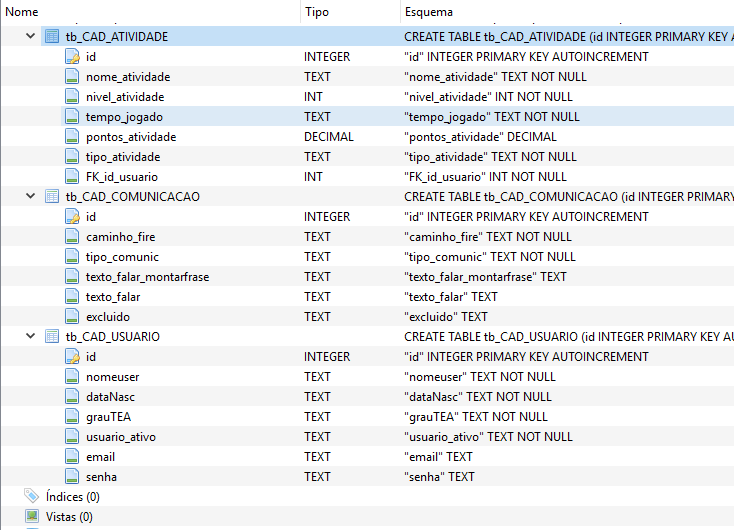 Nome Tipo Esquema
tb_CAD_ATIVIDADE CREATE TABLE tb_CAD_ATIVIDADE (id INTEGER PRIMARY KEY A
id INTEGER "id" INTEGER PRIMARY KEY AUTOINCREMENT
nome_atividade TEXT "nome_atividade" TEXT NOT NULL
nivel_atividade INT "nivel_atividade" INT NOT NULL
tempo_jogado TEXT "tempo_jogado" TEXT NOT NULL
pontos_atividade DECIMAL "pontos_atividade" DECIMAL
tipo_atividade TEXT "tipo_atividade" TEXT NOT NULL
FK_id_usuario INT "FK_id_usuario" INT NOT NULL
tb_CAD_COMUNICACAO CREATE TABLE tb_CAD_COMUNICACAO (id INTEGER PRIMARY
id INTEGER "id" INTEGER PRIMARY KEY AUTOINCREMENT
caminho_fire TEXT "caminho_fire" TEXT NOT NULL
tipo_comunic TEXT "tipo_comunic" TEXT NOT NULL
texto_falar_montarfrase TEXT "texto_falar_montarfrase" TEXT
texto_falar TEXT "texto_falar" TEXT
excluido TEXT "excluido" TEXT
tb_CAD_USUARIO CREATE TABLE tb_CAD_USUARIO (id INTEGER PRIMARY KEY AU
id INTEGER "id" INTEGER PRIMARY KEY AUTOINCREMENT
nomeuser TEXT "nomeuser" TEXT NOT NULL
dataNasc TEXT "dataNasc" TEXT NOT NULL
grauTEA TEXT "grauTEA" TEXT NOT NULL
usuario_ativo TEXT "usuario_ativo" TEXT NOT NULL
email TEXT "email" TEXT
senha TEXT "senha" TEXT
Índices (0)
Vistas (0)